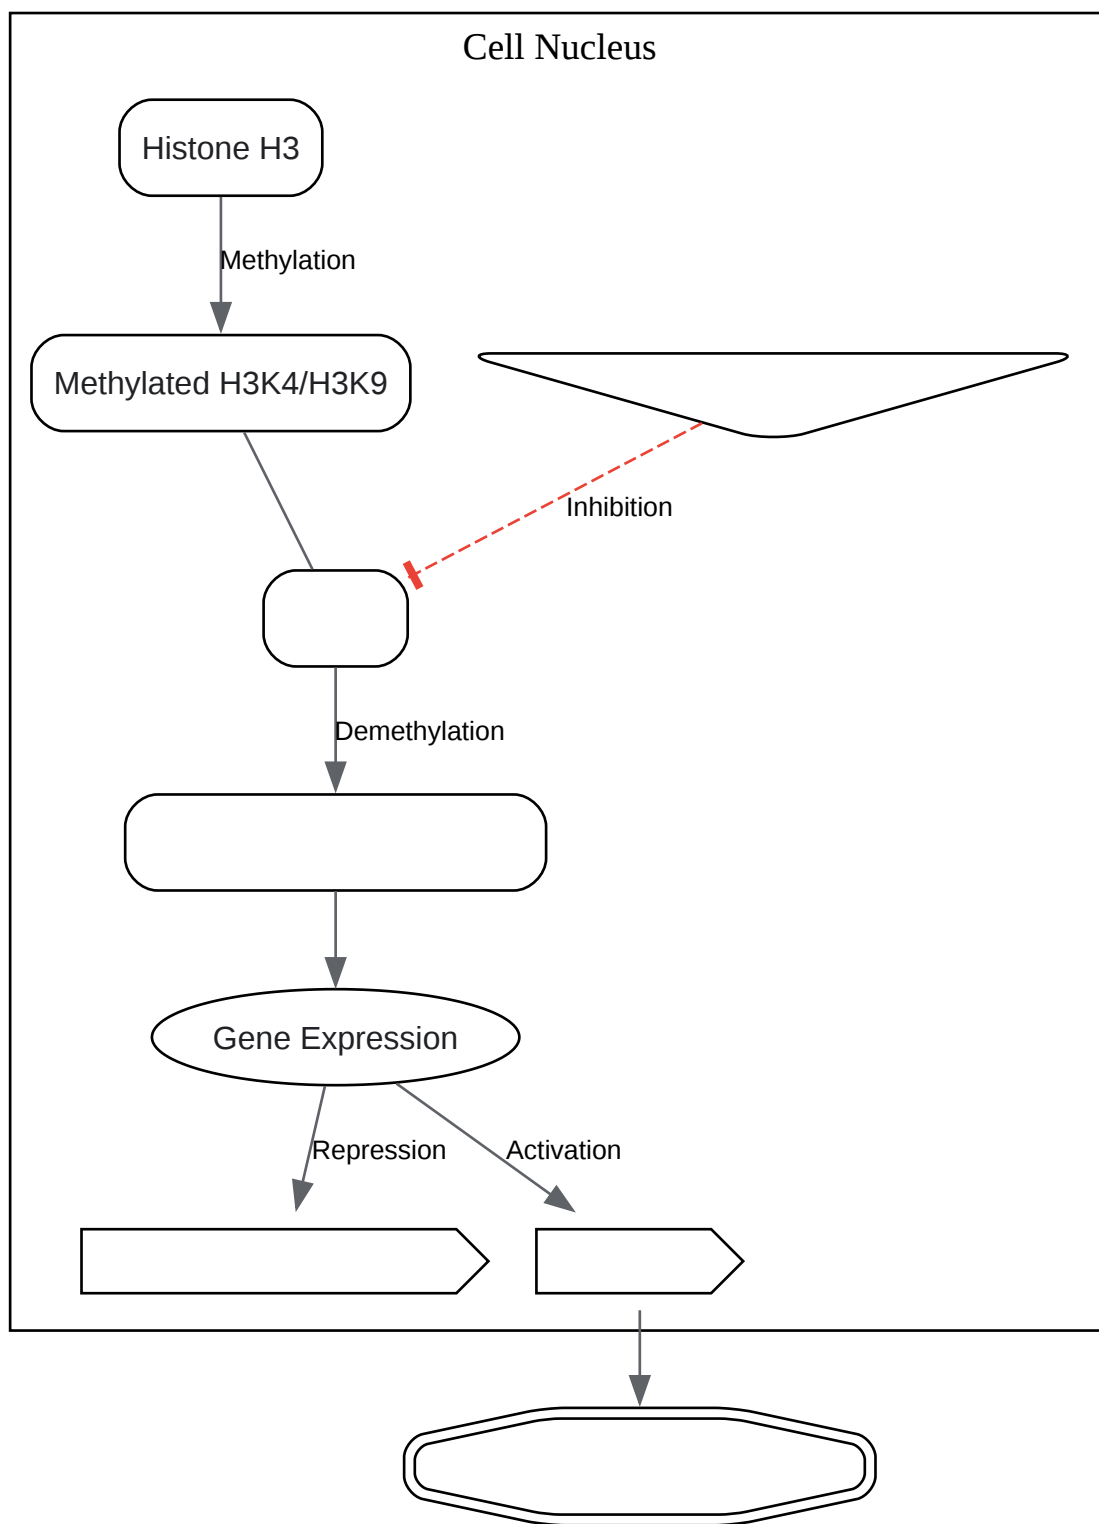 Cell Nucleus
Histone H3
Methylation
Methylated H3K4/H3K9
Inhibition
Demethylation
Gene Expression
Repression
Activation